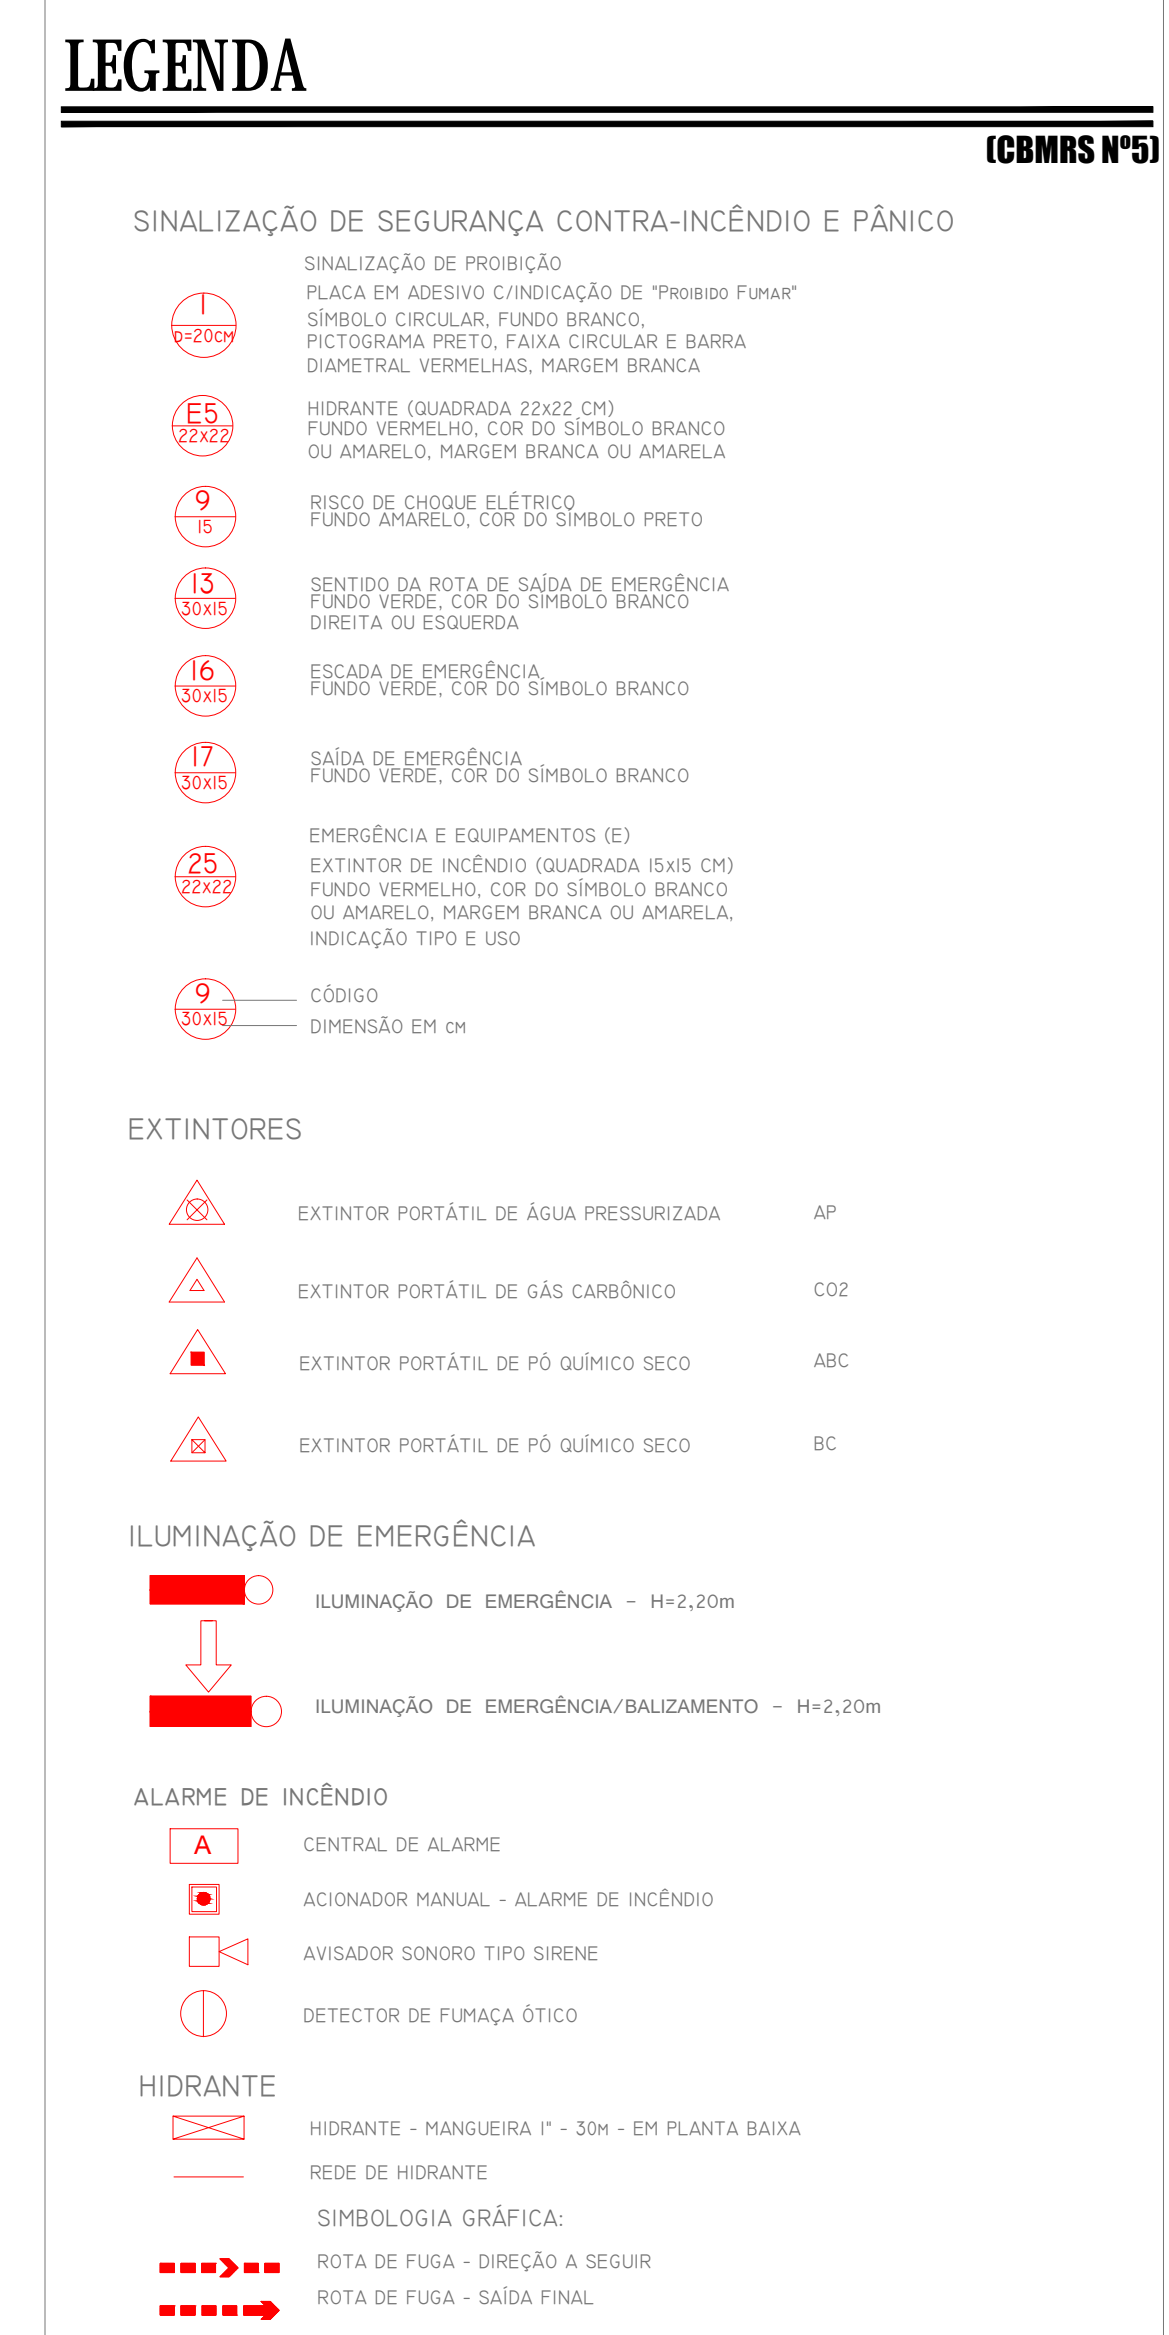 LEGENDA
(CBMRS Nº5)
SINALIZAÇÃO DE SEGURANÇA CONTRA-INCÊNDIO E PÂNICO
SINALIZAÇÃO DE PROIBIÇÃO
1
D=20CM
PLACA EM ADESIVO C/INDICAÇÃO DE "PROIBIDO FUMAR"
SÍMBOLO CIRCULAR, FUNDO BRANCO,
PICTOGRAMA PRETO, FAIXA CIRCULAR E BARRA
DIAMETRAL VERMELHAS, MARGEM BRANCA
E5
22X22
HIDRANTE (QUADRADA 22X22 CM)
FUNDO VERMELHO, COR DO SÍMBOLO BRANCO
OU AMARELO, MARGEM BRANCA OU AMARELA
9
15
RISCO DE CHOQUE ELÉTRICO
FUNDO AMARELO, COR DO SÍMBOLO PRETO
13
30X15
SENTIDO DA ROTA DE SAÍDA DE EMERGÊNCIA
FUNDO VERDE, COR DO SÍMBOLO BRANCO
DIREITA OU ESQUERDA
16
30X15
ESCADA DE EMERGÊNCIA
FUNDO VERDE, COR DO SÍMBOLO BRANCO
17
30X15
SAÍDA DE EMERGÊNCIA
FUNDO VERDE, COR DO SÍMBOLO BRANCO
EMERGÊNCIA E EQUIPAMENTOS (E)
25
22X22
EXTINTOR DE INCÊNDIO (QUADRADA 15X15 CM)
FUNDO VERMELHO, COR DO SÍMBOLO BRANCO
OU AMARELO, MARGEM BRANCA OU AMARELA,
INDICAÇÃO TIPO E USO
9
30X15
CÓDIGO
DIMENSÃO EM CM
EXTINTORES
EXTINTOR PORTÁTIL DE ÁGUA PRESSURIZADA AP
EXTINTOR PORTÁTIL DE GÁS CARBÔNICO CO2
EXTINTOR PORTÁTIL DE PÓ QUÍMICO SECO ABC
EXTINTOR PORTÁTIL DE PÓ QUÍMICO SECO BC
ILUMINAÇÃO DE EMERGÊNCIA
ILUMINAÇÃO DE EMERGÊNCIA – H=2,20m
ILUMINAÇÃO DE EMERGÊNCIA/BALIZAMENTO – H=2,20m
ALARME DE INCÊNDIO
A CENTRAL DE ALARME
ACIONADOR MANUAL - ALARME DE INCÊNDIO
AVISADOR SONORO TIPO SIRENE
DETECTOR DE FUMAÇA ÓTICO
HIDRANTE
HIDRANTE - MANGUEIRA 1" - 30M - EM PLANTA BAIXA
REDE DE HIDRANTE
SIMBOLOGIA GRÁFICA:
ROTA DE FUGA - DIREÇÃO A SEGUIR
ROTA DE FUGA - SAÍDA FINAL